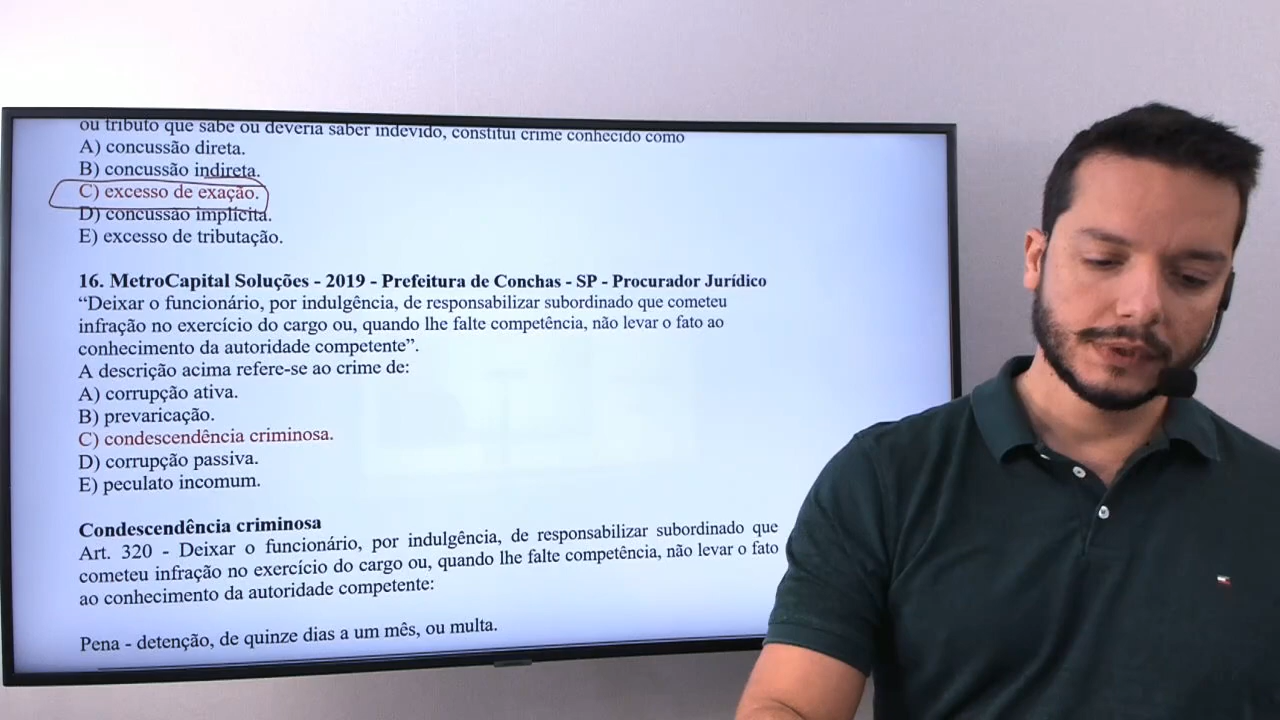 ou tributo que sabe ou deveria saber indevido, constitui crime conhecido como
A) concussão direta.
B) concussão indireta.
C) excesso de exação.
D) concussão implícita.
E) excesso de tributação.
16. MetroCapital Soluções - 2019 - Prefeitura de Conchas - SP - Procurador Jurídico
“Deixar o funcionário, por indulgência, de responsabilizar subordinado que cometeu
infração no exercício do cargo ou, quando lhe falte competência, não levar o fato ao
conhecimento da autoridade competente”.
A descrição acima refere-se ao crime de:
A) corrupção ativa.
B) prevaricação.
C) condescendência criminosa.
D) corrupção passiva.
E) peculato incomum.
Condescendência criminosa
Art. 320 - Deixar o funcionário, por indulgência, de responsabilizar subordinado que
cometeu infração no exercício do cargo ou, quando lhe falte competência, não levar o fato
ao conhecimento da autoridade competente:
Pena - detenção, de quinze dias a um mês, ou multa.